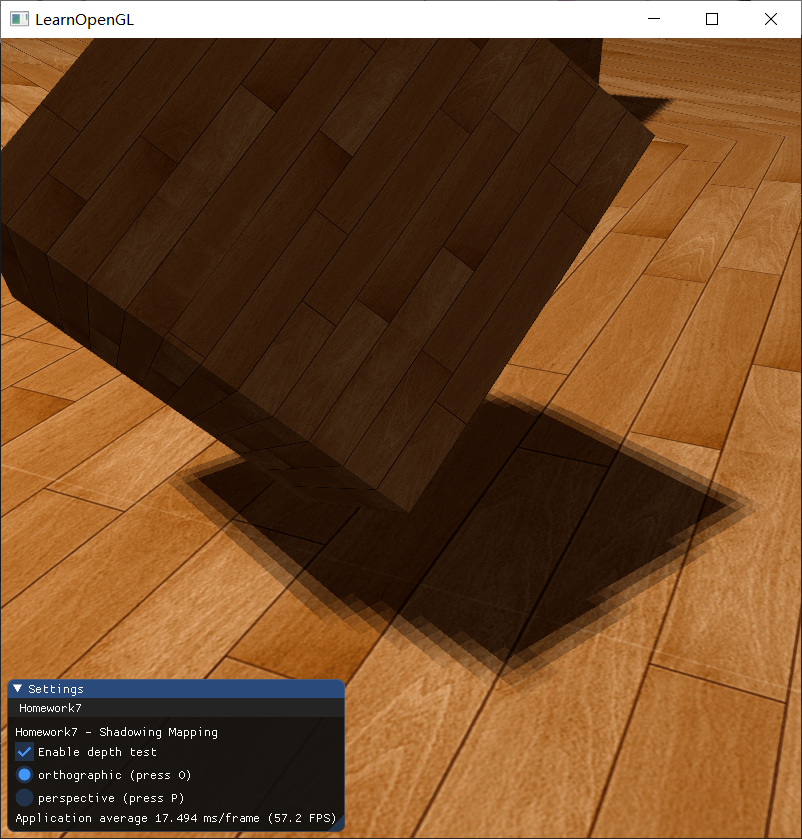 LearnOpenGL
Settings
Homework7
Homework7 - Shadowing Mapping
Enable depth test
orthographic (press O)
perspective (press P)
Application average 17.494 ms/frame (57.2 FPS)